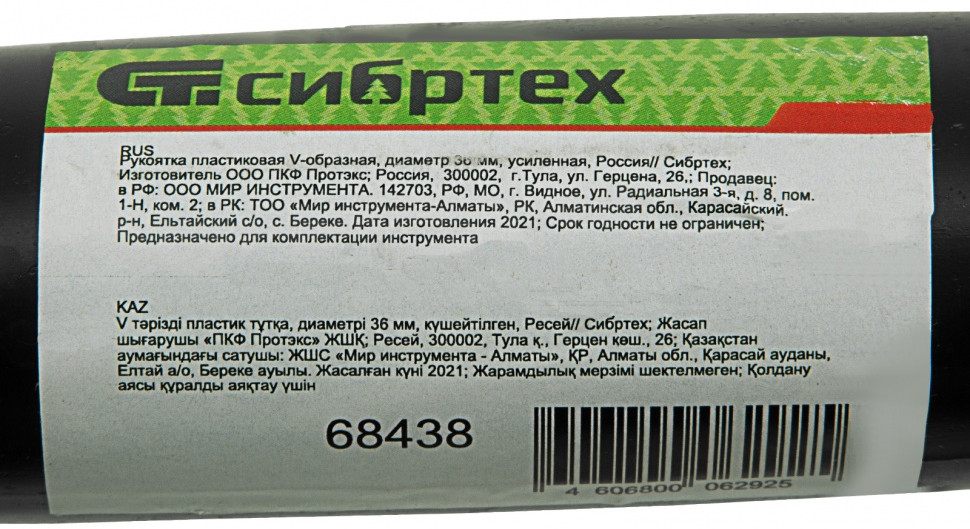 сибртех
RUS
Рукоятка пластиковая V-образная, диаметр 36 мм, усиленная, Россия// Сибртех;
Изготовитель ООО ПКФ Протэкс; Россия, 300002, г.Тула, ул. Герцена, 26,; Продавец:
в РФ: ООО МИР ИНСТРУМЕНТА. 142703, РФ, МО, г. Видное, ул. Радиальная 3-я, д. 8, пом.
1-Н, ком. 2; в РК: ТОО «Мир инструмента-Алматы», РК, Алматинская обл., Карасайский.
р-н, Ельтайский с/о, с. Береке. Дата изготовления 2021; Срок годности не ограничен;
Предназначено для комплектации инструмента
KAZ
V тәрізді пластик тұтқа, диаметрі 36 мм, күшейтілген, Ресей// Сибртех; Жасап
шығарушы «ПКФ Протэкс» ЖШҚ; Ресей, 300002, Тула қ., Герцен көш., 26; Қазақстан
аумағындағы сатушы: ЖШС «Мир инструмента - Алматы», ҚР, Алматы обл., Қарасай ауданы,
Елтай а/о, Береке ауылы. Жасалған күні 2021; Жарамдылық мерзімі шектелмеген; Қолдану
аясы құралды аяқтау үшін
68438
4 606800 062925